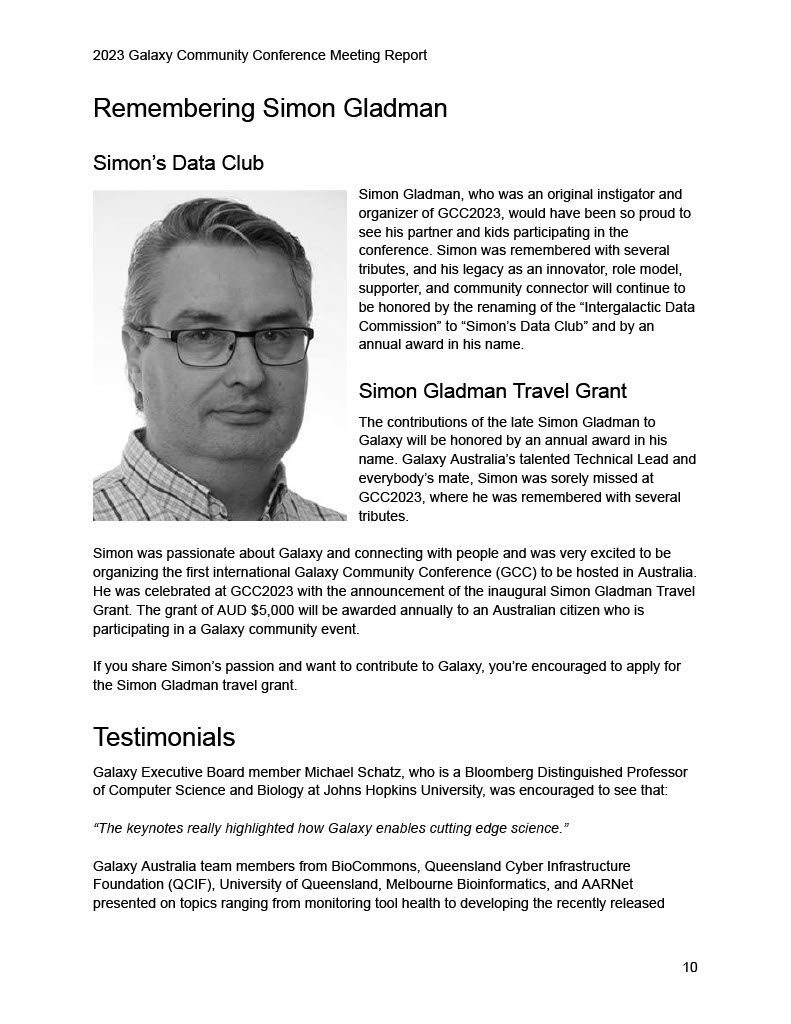 2023 Galaxy Community Conference Meeting Report
Remembering Simon Gladman
Simon’s Data Club
Simon Gladman, who was an original instigator and
organizer of GCC2023, would have been so proud to
see his partner and kids participating in the
conference. Simon was remembered with several
tributes, and his legacy as an innovator, role model,
supporter, and community connector will continue to
be honored by the renaming of the “Intergalactic Data
Commission” to “Simon’s Data Club” and by an
annual award in his name.
Simon Gladman Travel Grant
The contributions of the late Simon Gladman to
Galaxy will be honored by an annual award in his
name. Galaxy Australia’s talented Technical Lead and
everybody’s mate, Simon was sorely missed at
GCC2023, where he was remembered with several
tributes.
Simon was passionate about Galaxy and connecting with people and was very excited to be
organizing the first international Galaxy Community Conference (GCC) to be hosted in Australia.
He was celebrated at GCC2023 with the announcement of the inaugural Simon Gladman Travel
Grant. The grant of AUD $5,000 will be awarded annually to an Australian citizen who is
participating in a Galaxy community event.
If you share Simon’s passion and want to contribute to Galaxy, you’re encouraged to apply for
the Simon Gladman travel grant.
Testimonials
Galaxy Executive Board member Michael Schatz, who is a Bloomberg Distinguished Professor
of Computer Science and Biology at Johns Hopkins University, was encouraged to see that:
“The keynotes really highlighted how Galaxy enables cutting edge science.”
Galaxy Australia team members from BioCommons, Queensland Cyber Infrastructure
Foundation (QCIF), University of Queensland, Melbourne Bioinformatics, and AARNet
presented on topics ranging from monitoring tool health to developing the recently released
10